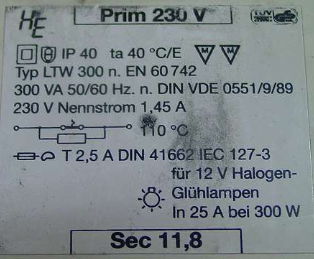 HE
Prim 230 V
IP 40 ta 40 °C/E M M
Typ LTW 300 n. EN 60 742
300 VA 50/60 Hz. n. DIN VDE 0551/9/89
230 V Nennstrom 1,45 A
110 °C
T 2,5 A DIN 41662 IEC 127-3
für 12 V Halogen-
Glühlampen
In 25 A bei 300 W
Sec 11,8